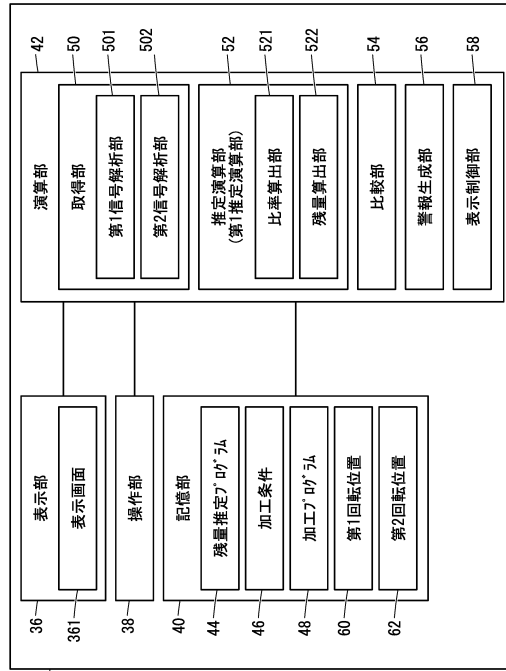 36
表示部
361
表示画面
38
操作部
40
記憶部
44
残量推定プログラム
46
加工条件
48
加工プログラム
60
第1回転位置
62
第2回転位置
演算部
42
取得部
50
第1信号解析部
501
第2信号解析部
502
推定演算部
(第1推定演算部)
52
比率算出部
521
残量算出部
522
比較部
54
警報生成部
56
表示制御部
58